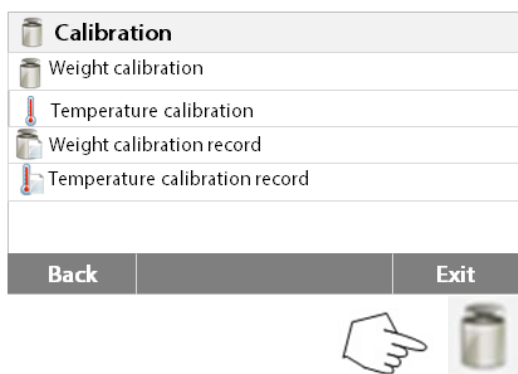 Calibration
Weight calibration
Temperature calibration
Weight calibration record
Temperature calibration record
Back Exit